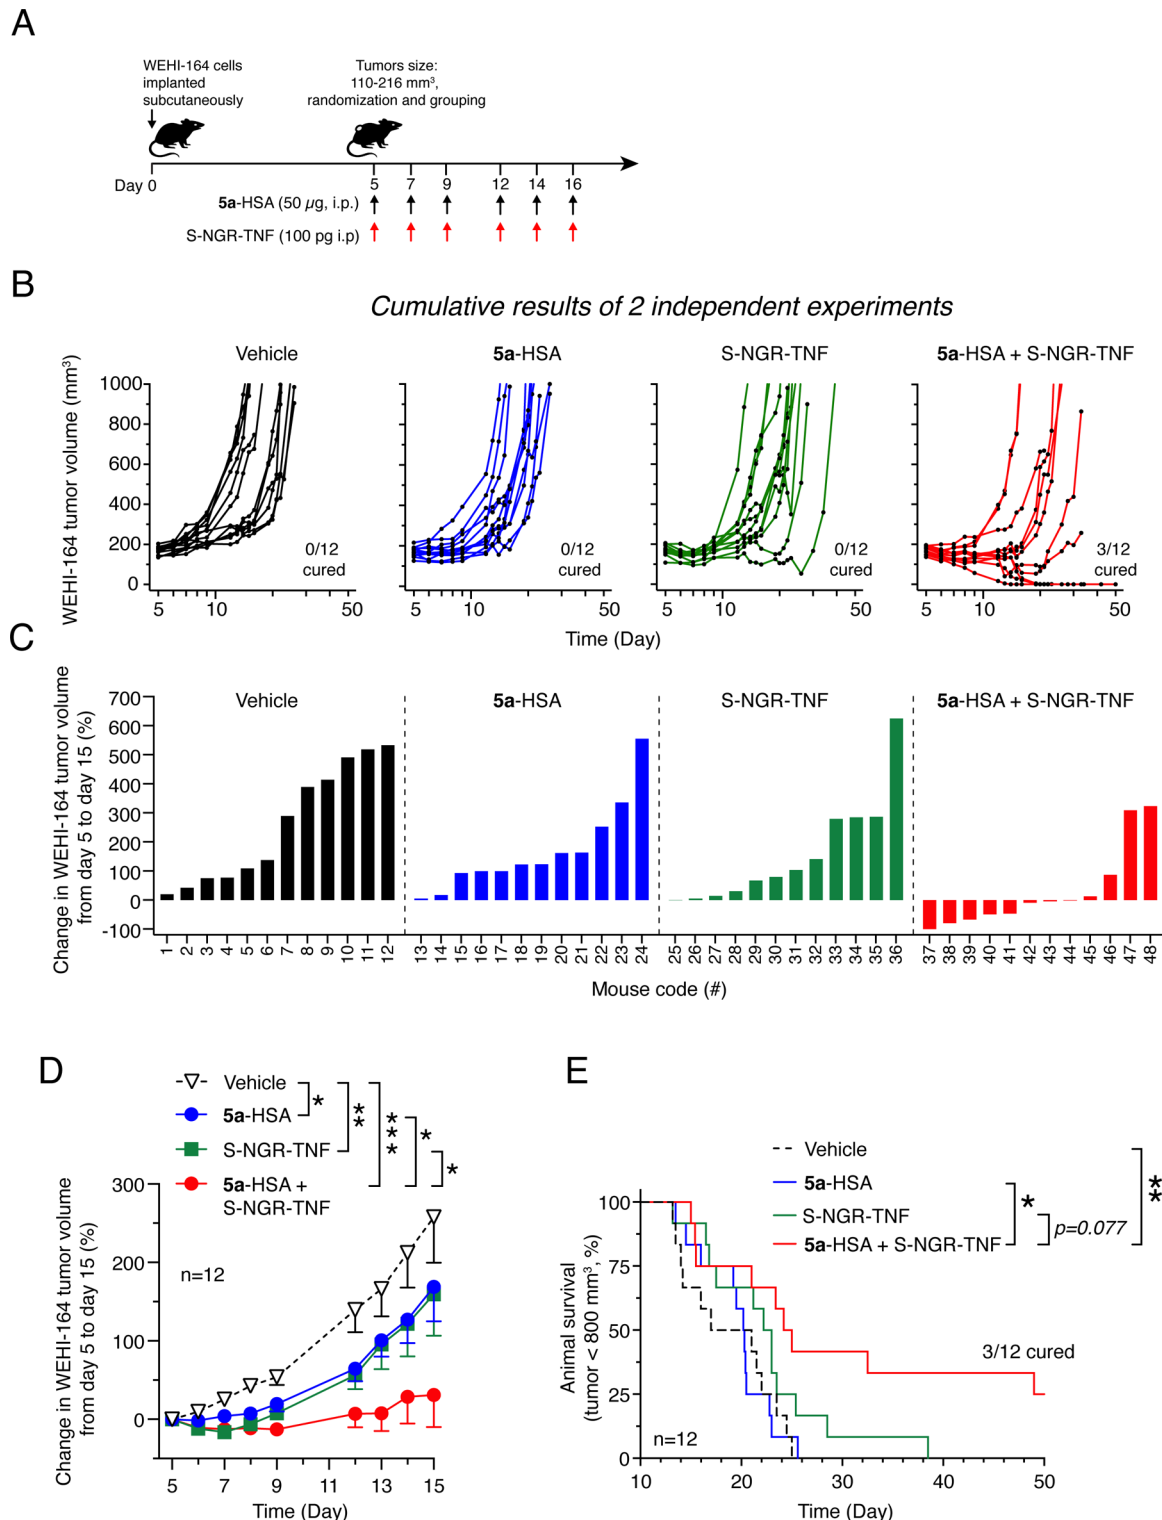 A
WEHI-164 cells
implanted
subcutaneously
Tumors size:
110-216 mm³,
randomization and grouping
Day 0
5 7 9 12 14 16
5a-HSA (50 µg, i.p.)
S-NGR-TNF (100 pg i.p)
B
Cumulative results of 2 independent experiments
Vehicle
5a-HSA
S-NGR-TNF
5a-HSA + S-NGR-TNF
WEHI-164 tumor volume (mm³)
1000
800
600
400
200
0
0/12
cured
0/12
cured
0/12
cured
3/12
cured
5 10 50
5 10 50
5 10 50
5 10 50
Time (Day)
C
Change in WEHI-164 tumor volume
from day 5 to day 15 (%)
Vehicle
5a-HSA
S-NGR-TNF
5a-HSA + S-NGR-TNF
700
600
500
400
300
200
100
0
-100
1 2 3 4 5 6 7 8 9 10 11 12
13 14 15 16 17 18 19 20 21 22 23 24
25 26 27 28 29 30 31 32 33 34 35 36
37 38 39 40 41 42 43 44 45 46 47 48
Mouse code (#)
D
Vehicle
5a-HSA
S-NGR-TNF
5a-HSA +
S-NGR-TNF
*
**
***
*
*
Change in WEHI-164 tumor volume
from day 5 to day 15 (%)
300
200
100
0
n=12
5 7 9 11 13 15
Time (Day)
E
Vehicle
5a-HSA
S-NGR-TNF
5a-HSA + S-NGR-TNF
*
p=0.077
**
Animal survival
(tumor < 800 mm³, %)
100
75
50
25
0
3/12 cured
n=12
10 20 30 40 50
Time (Day)